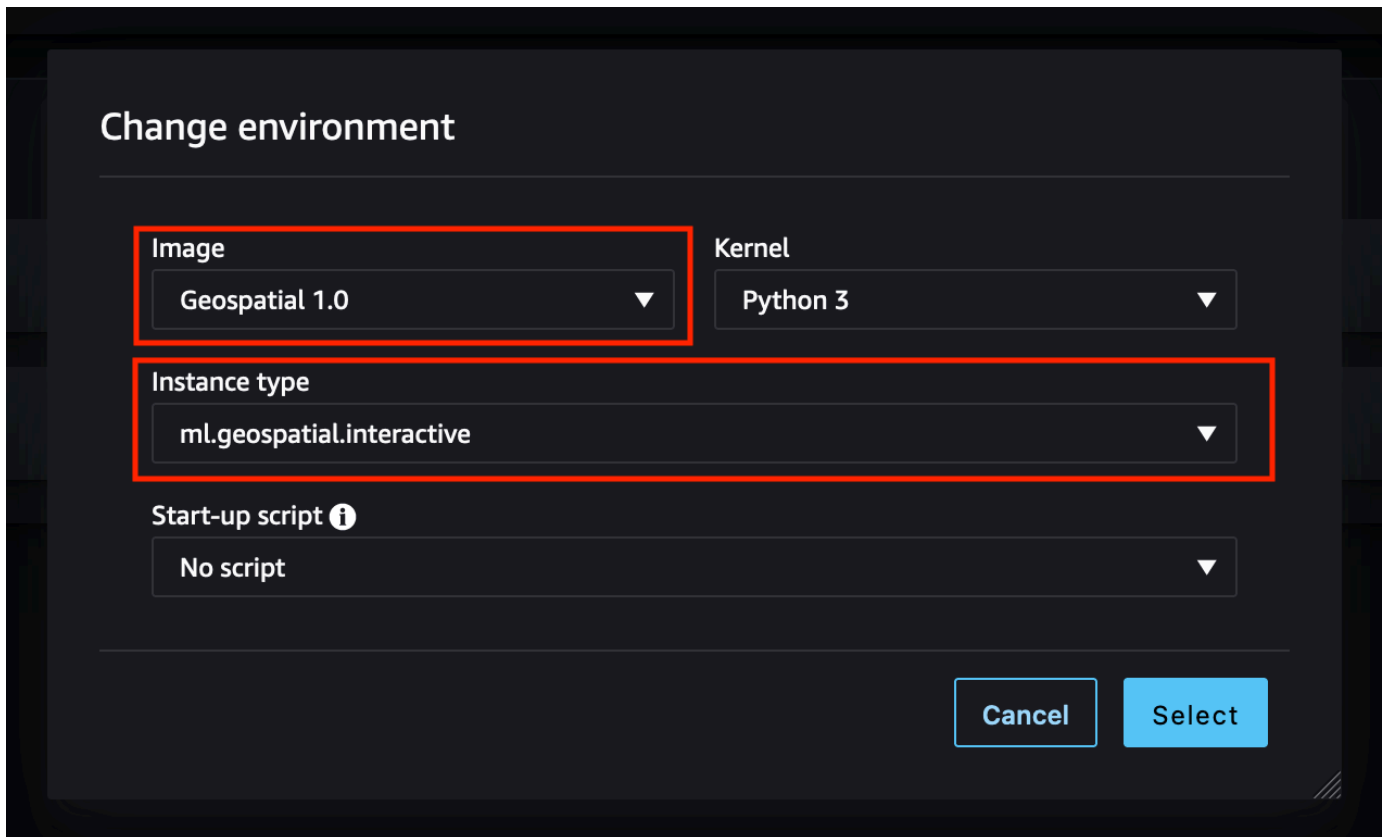 Change environment
Image
Kernel
Geospatial 1.0
Python 3
Instance type
ml.geospatial.interactive
Start-up script
No script
Cancel
Select